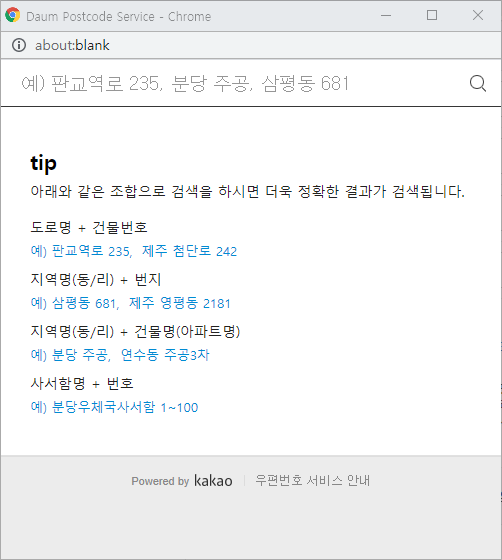 Daum Postcode Service - Chrome
about:blank
예) 판교역로 235, 분당 주공, 삼평동 681
tip
아래와 같은 조합으로 검색을 하시면 더욱 정확한 결과가 검색됩니다.
도로명 + 건물번호
예) 판교역로 235, 제주 첨단로 242
지역명(동/리) + 번지
예) 삼평동 681, 제주 영평동 2181
지역명(동/리) + 건물명(아파트명)
예) 분당 주공, 연수동 주공3차
사서함명 + 번호
예) 분당우체국사서함 1~100
Powered by kakao 우편번호 서비스 안내